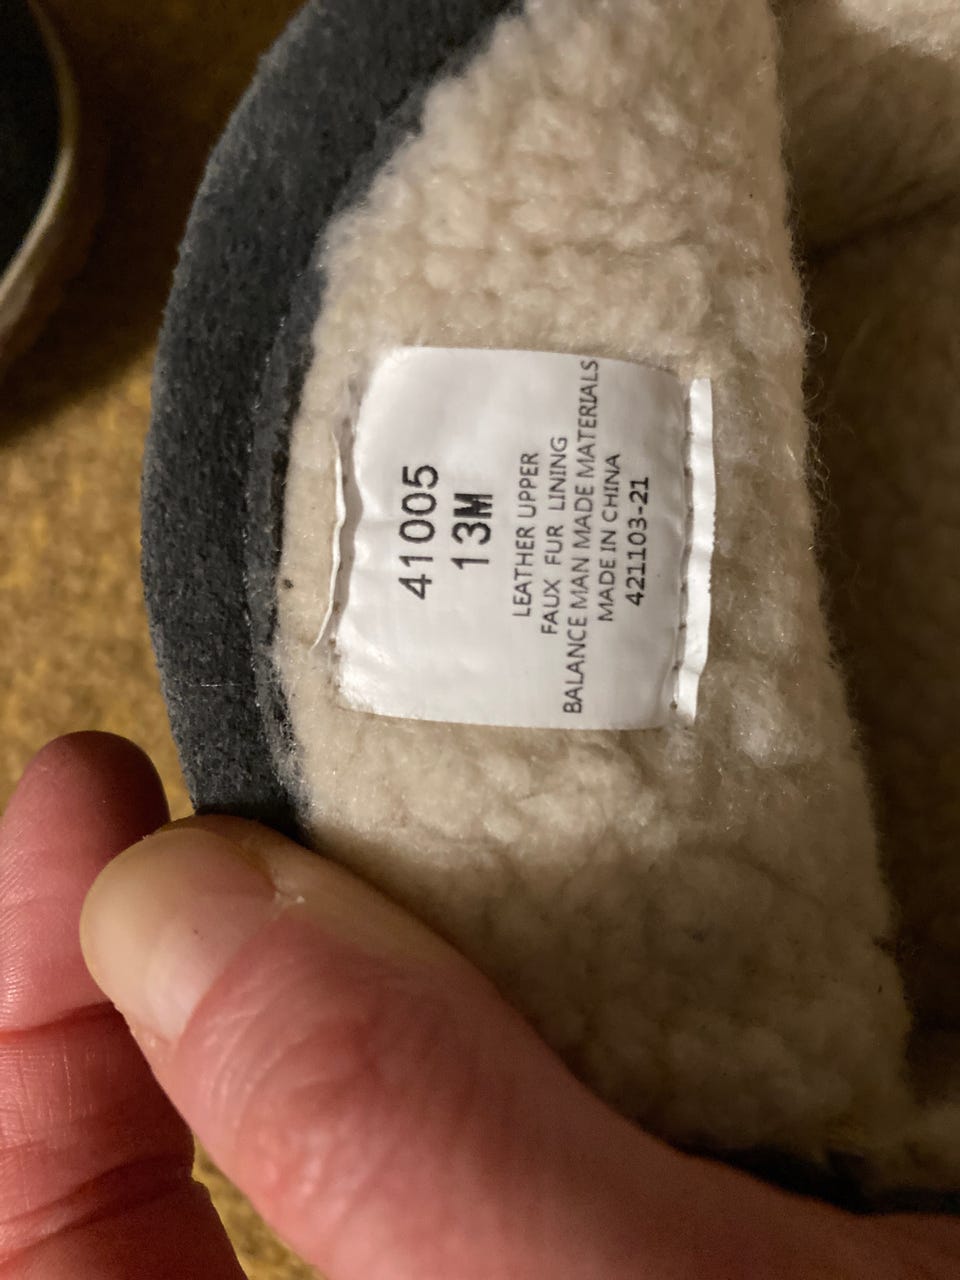 41005
13M
LEATHER UPPER
FAUX FUR LINING
BALANCE MAN MADE MATERIALS
MADE IN CHINA
421103-21